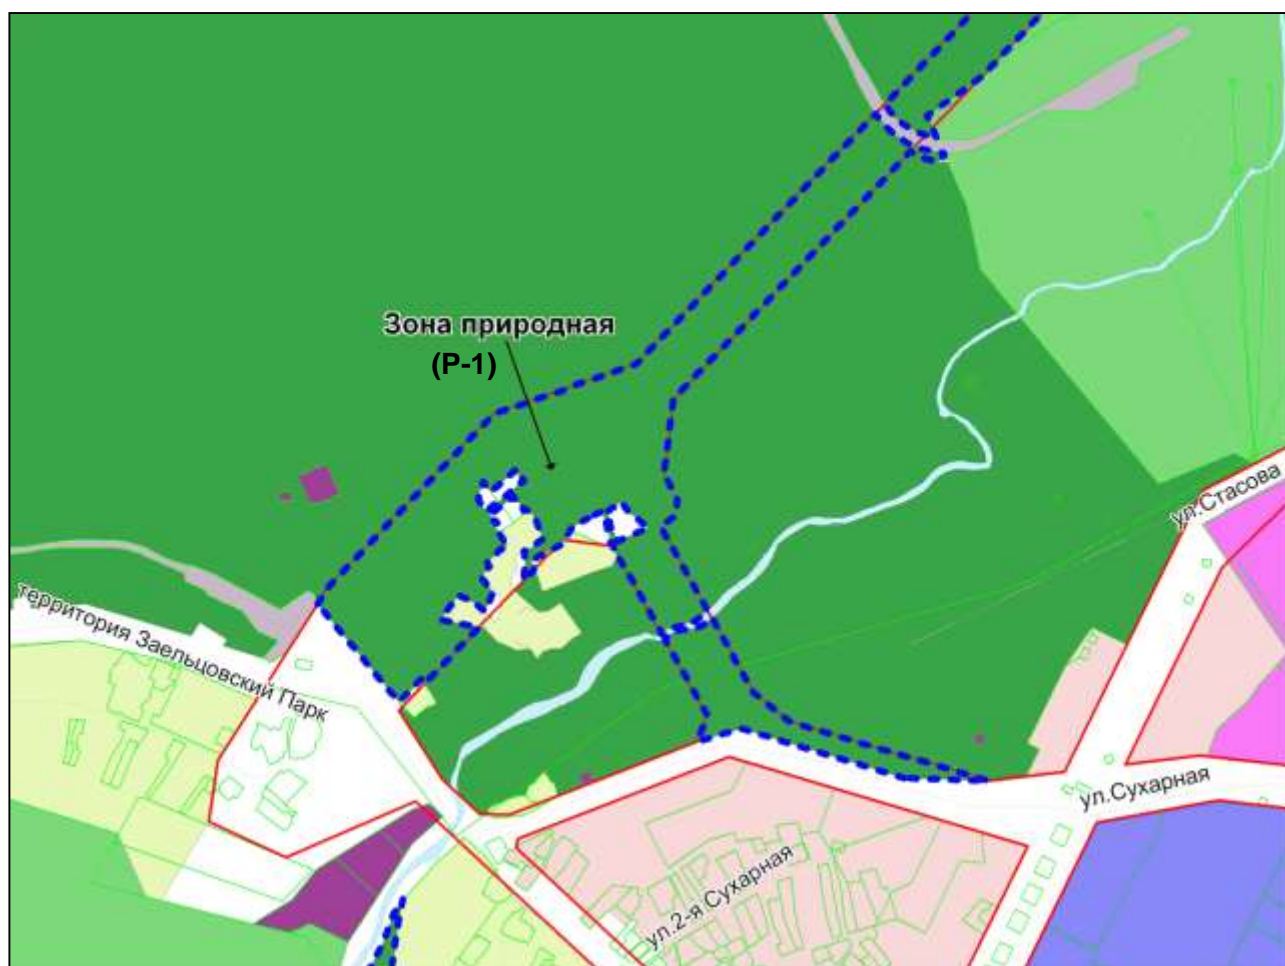 Зона природная
(Р-1)
ул.Стасова
территория Заельцовский Парк
ул.Сухарная
ул.2-я Сухарная